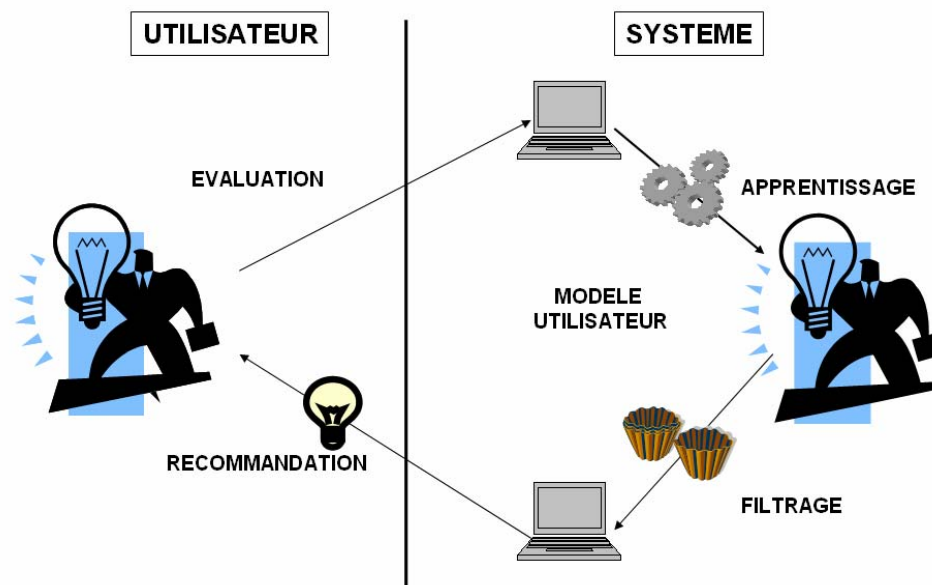 UTILISATEUR
SYSTEME
EVALUATION
APPRENTISSAGE
MODELE
UTILISATEUR
RECOMMANDATION
FILTRAGE